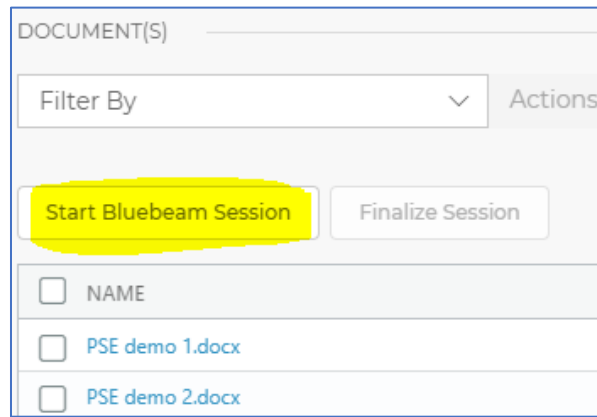 DOCUMENT(S)
Filter By Actions
Start Bluebeam Session Finalize Session
NAME
PSE demo 1.docx
PSE demo 2.docx